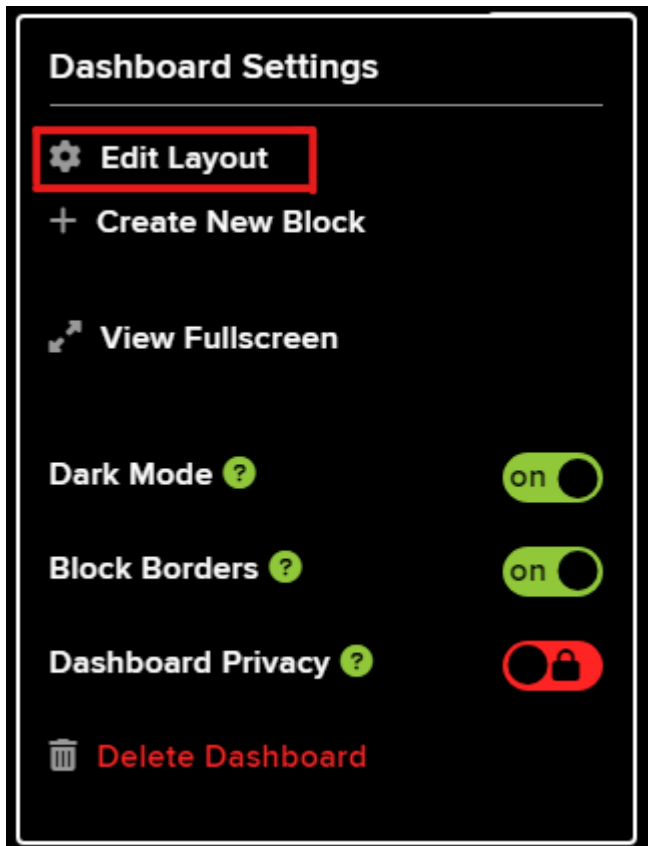 Dashboard Settings
Edit Layout
+ Create New Block
View Fullscreen
Dark Mode ? on
Block Borders ? on
Dashboard Privacy ?
Delete Dashboard